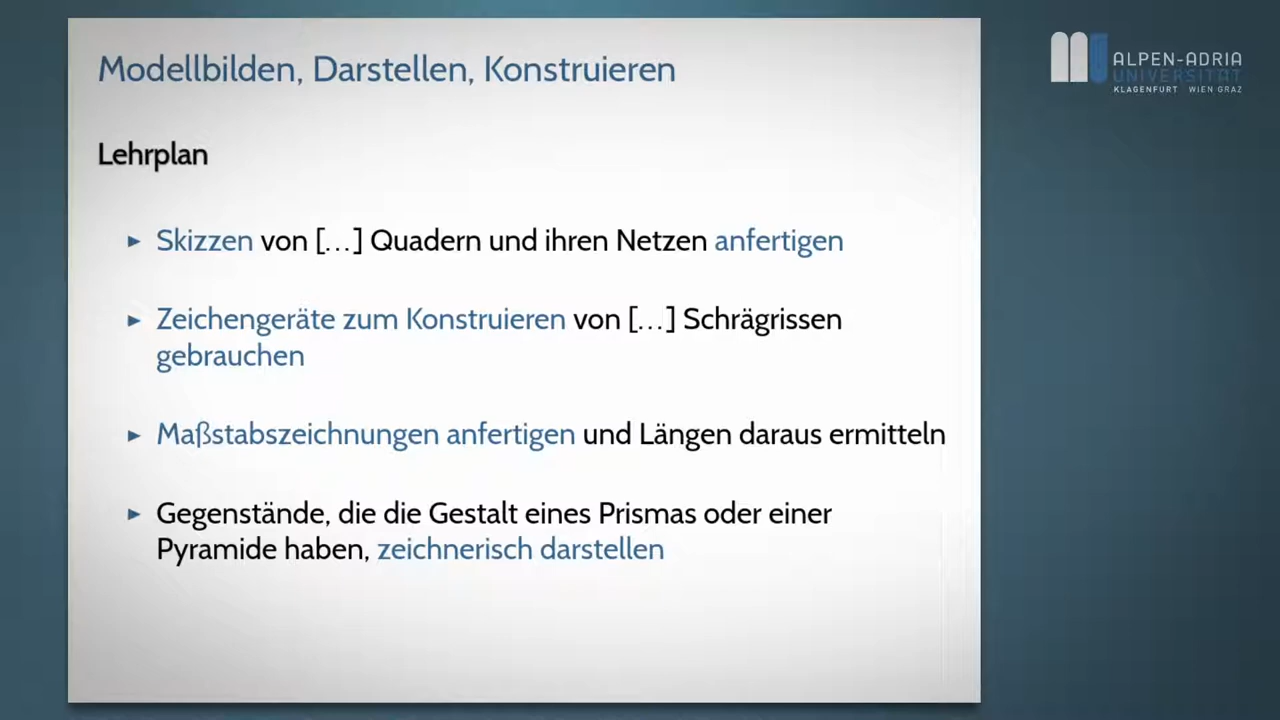 Modellbilden, Darstellen, Konstruieren
ALPEN-ADRIA
UNIVERSITÄT
KLAGENFURT WIEN GRAZ
Lehrplan
► Skizzen von [...] Quadern und ihren Netzen anfertigen
► Zeichengeräte zum Konstruieren von [...] Schrägrissen
gebrauchen
► Maßstabszeichnungen anfertigen und Längen daraus ermitteln
► Gegenstände, die die Gestalt eines Prismas oder einer
Pyramide haben, zeichnerisch darstellen